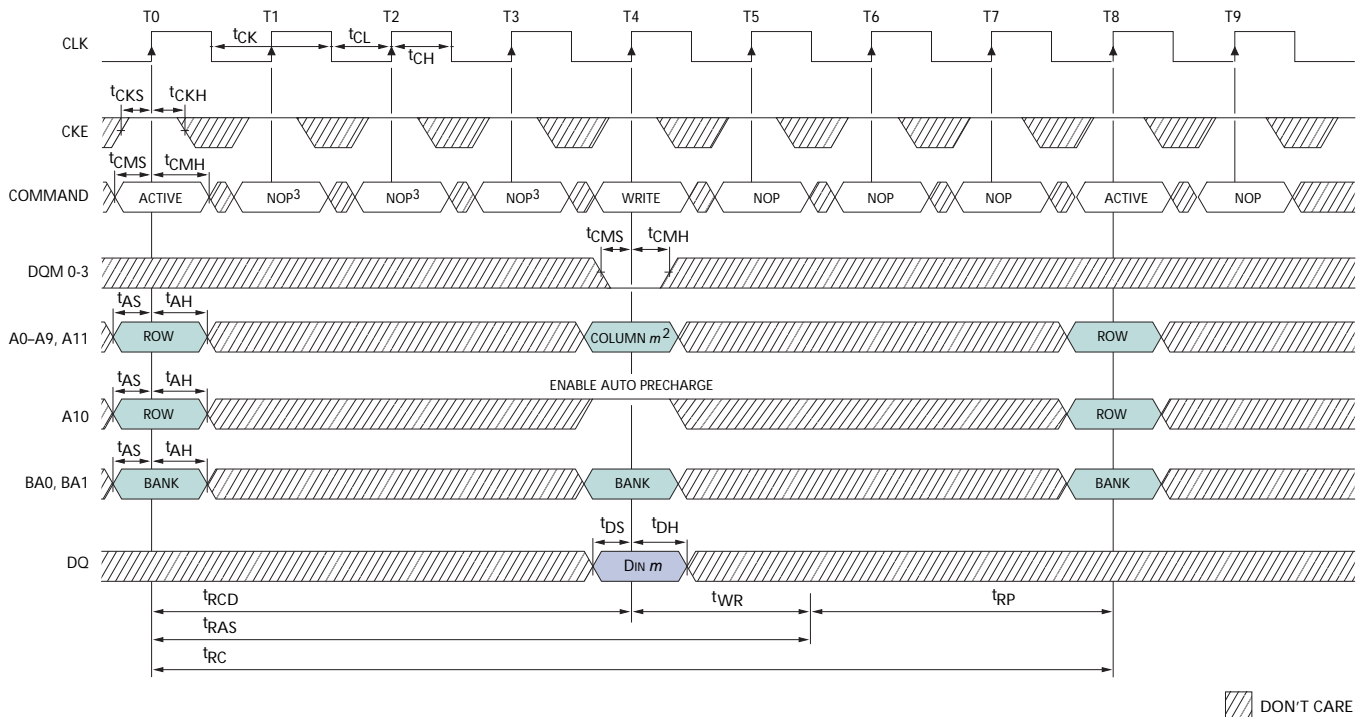 T0 T1 T2 T3 T4 T5 T6 T7 T8 T9
CLK tCK tCL tCH
tCKS tCKH
CKE
tCMS tCMH
COMMAND ACTIVE NOP3 NOP3 NOP3 WRITE NOP NOP NOP ACTIVE NOP
tCMS tCMH
DQM 0-3
tAS tAH
A0–A9, A11 ROW COLUMN m2 ROW
ENABLE AUTO PRECHARGE
tAS tAH
A10 ROW ROW
tAS tAH
BA0, BA1 BANK BANK BANK
tDS tDH
DQ DIN m
tRCD tWR tRP
tRAS
tRC
DON'T CARE